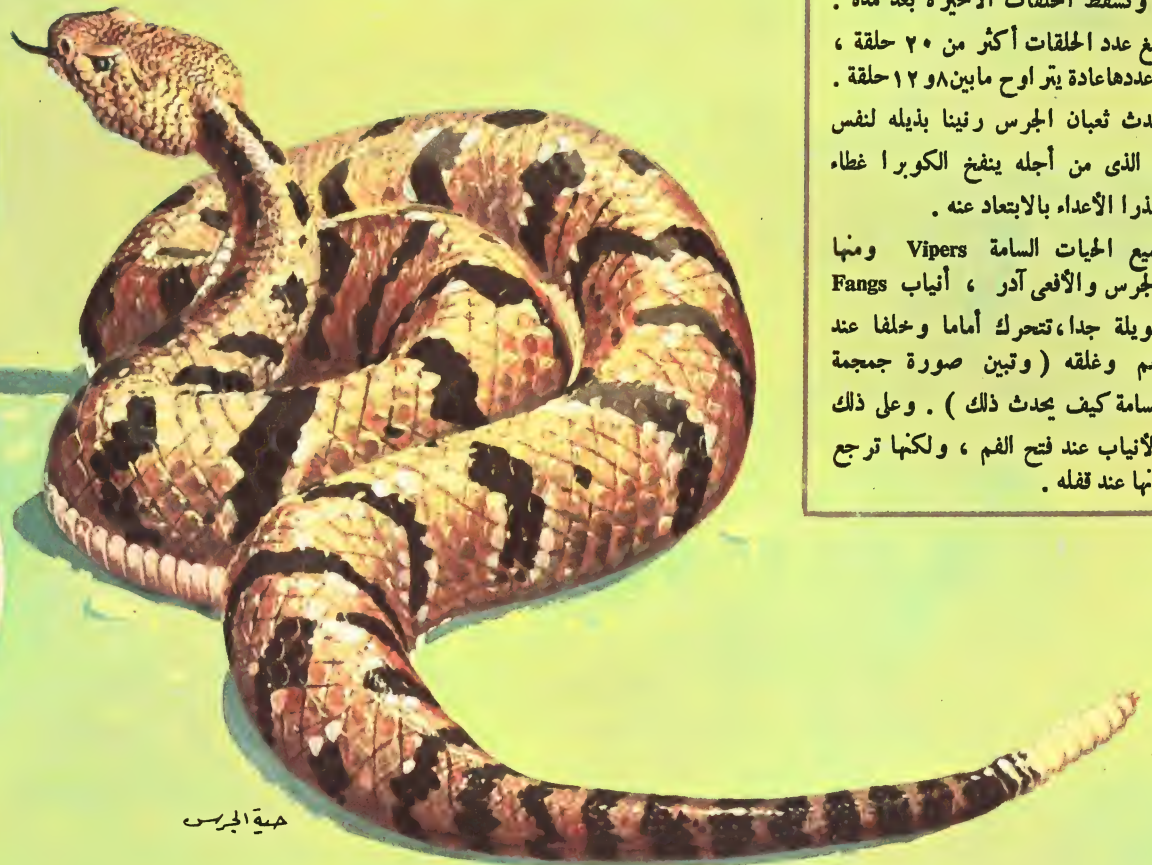 وتسقط الحلقات الأخيرة بعد مدة .
عدد الحلقات أكثر من ٢٠ حلقة ،
عددها عادة يتراوح مابين ٨ و ١٢ حلقة .
ثعبان الجرس رنينا بذيله لنفس
الذى من أجله ينفخ الكوبرا غطاء
الأعداء بالابتعاد عنه .
الحيات السامة Vipers ومنها
الجرس والأفعى آدر ، أنياب Fangs
طويلة جدا ، تتحرك أماما وخلفا عند
وغلقه ( وتبين صورة جمجمة
السامة كيف يحدث ذلك ) . وعلى ذلك
الأنياب عند فتح الفم ، ولكنها ترجع
عند قفله .
حية الجرس